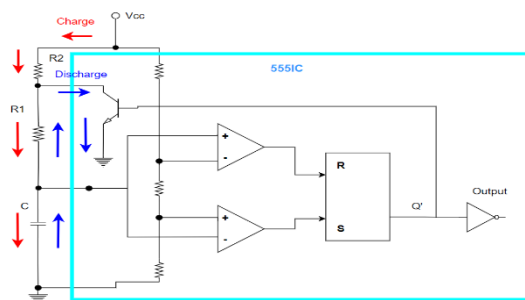 Charge
Vcc
R2
555IC
Discharge
R1
+
-
R
Output
C
Q'
+
-
S